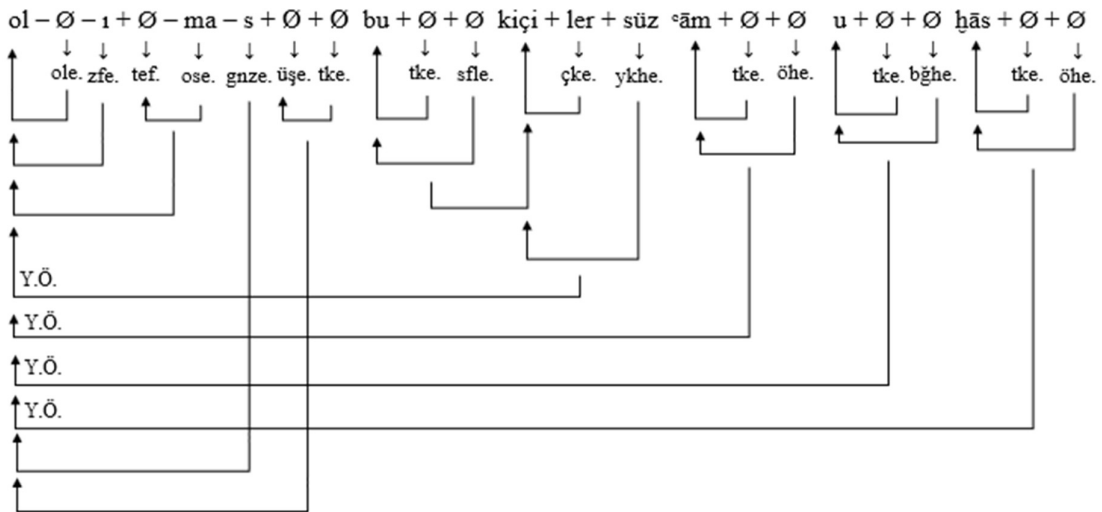 ol – Ø – ı + Ø – ma – s + Ø + Ø bu + Ø + Ø kiçi + ler + süz ꜥām + Ø + Ø u + Ø + Ø ḫās + Ø + Ø
↓ ↓ ↓ ↓ ↓ ↓ ↓ ↓ ↓ ↓ ↓ ↓ ↓ ↓ ↓ ↓ ↓
ole. zfe. tef. ose. gnze. üşe. tke. tke. sfle. çke. ykhe. tke. öhe. tke. bğhe. tke. öhe.
Y.Ö.
Y.Ö.
Y.Ö.
Y.Ö.